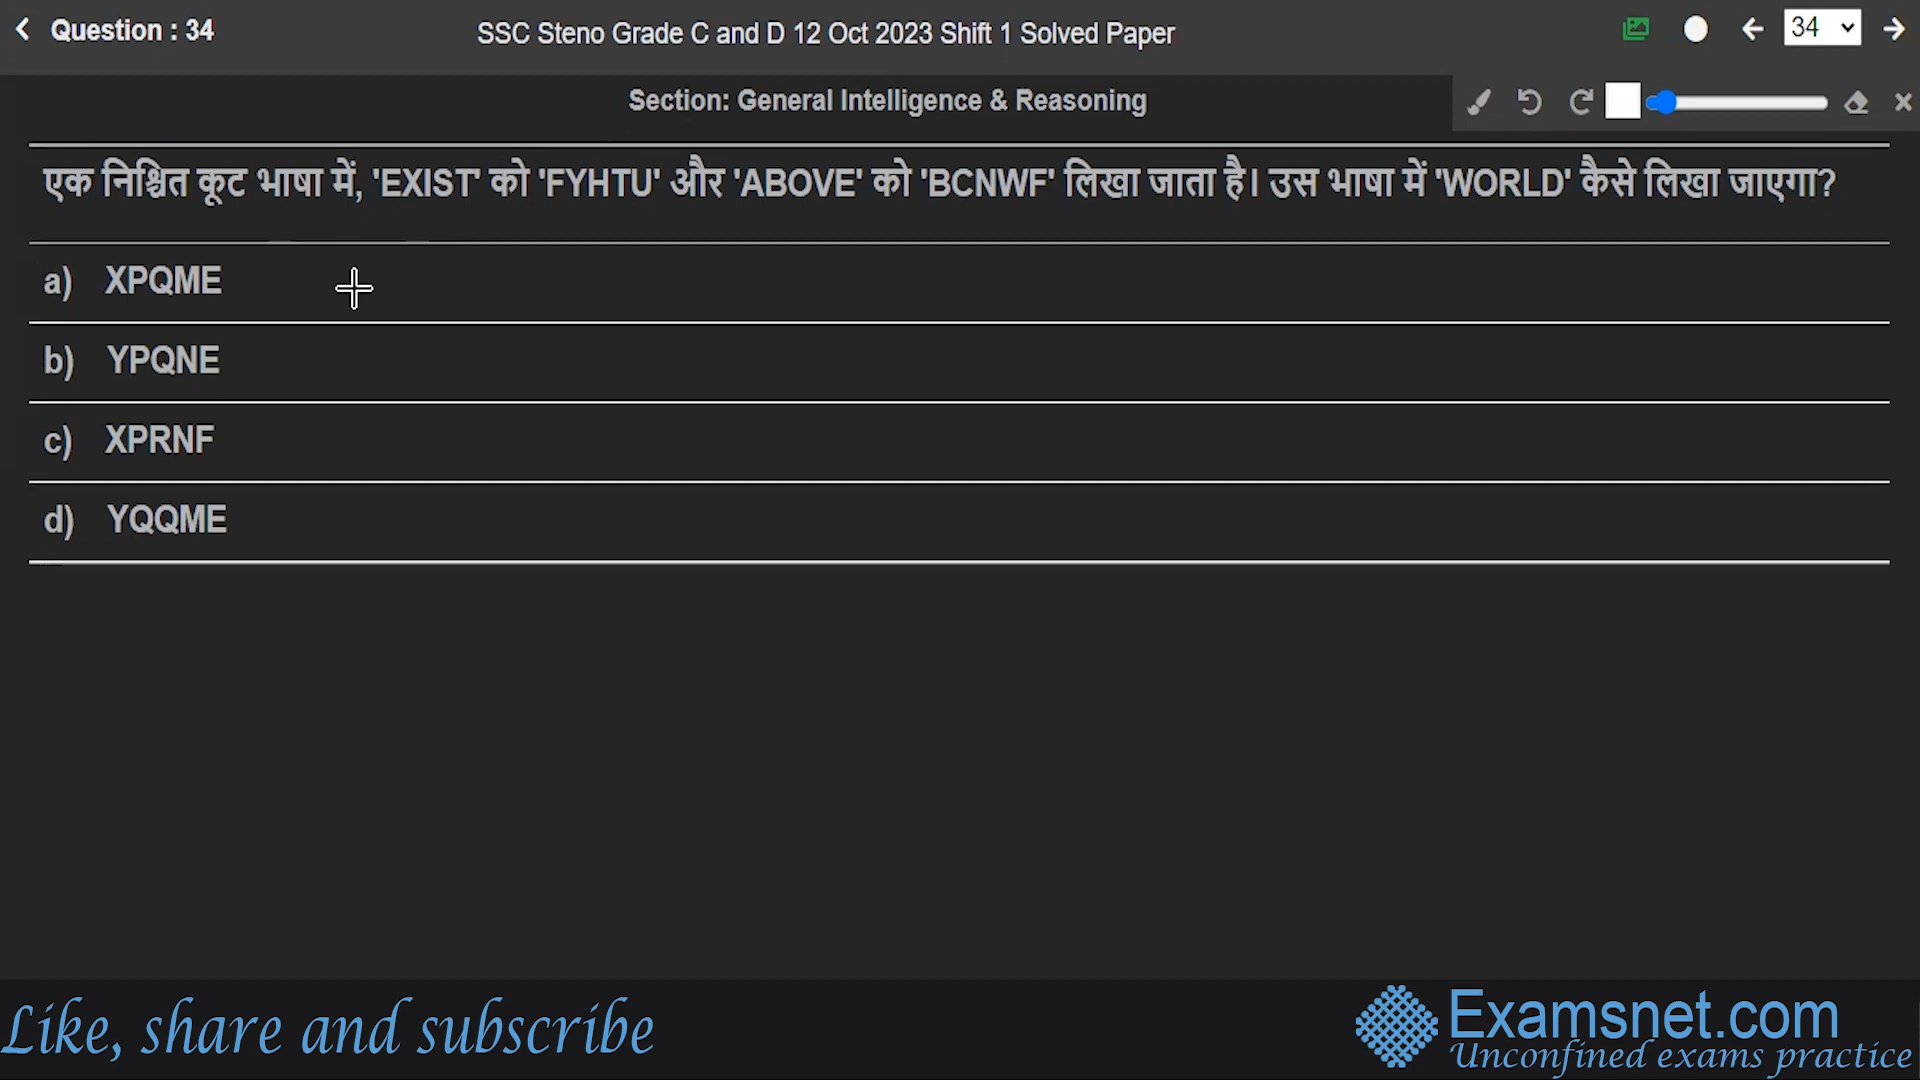 Question : 34
SSC Steno Grade C and D 12 Oct 2023 Shift 1 Solved Paper
34
Section: General Intelligence & Reasoning
एक निश्चित कूट भाषा में, 'EXIST' को 'FYHTU' और 'ABOVE' को 'BCNWF' लिखा जाता है। उस भाषा में 'WORLD' कैसे लिखा जाएगा?
a) XPQME
b) YPQNE
c) XPRNF
d) YQQME
Like, share and subscribe
Examsnet.com
Unconfined exams practice